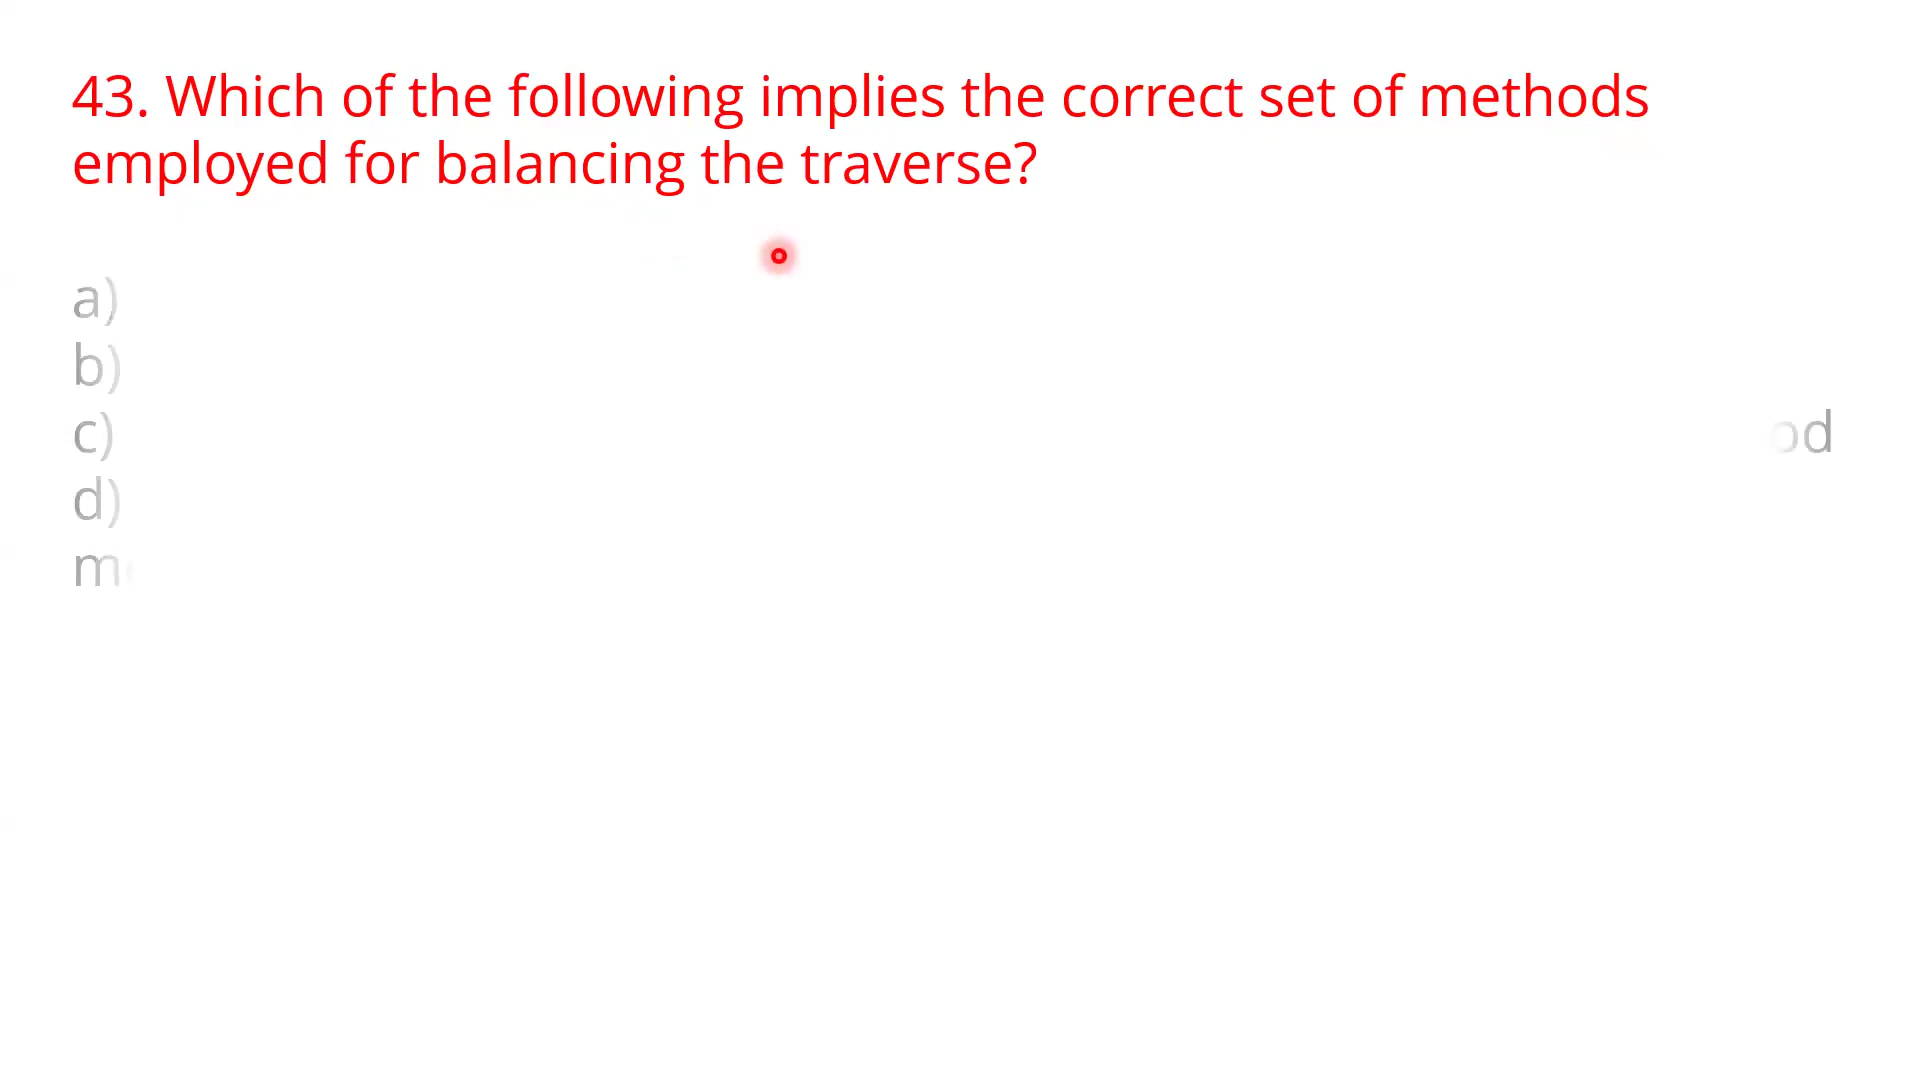 43. Which of the following implies the correct set of methods
employed for balancing the traverse?
a)
b)
c)
d)